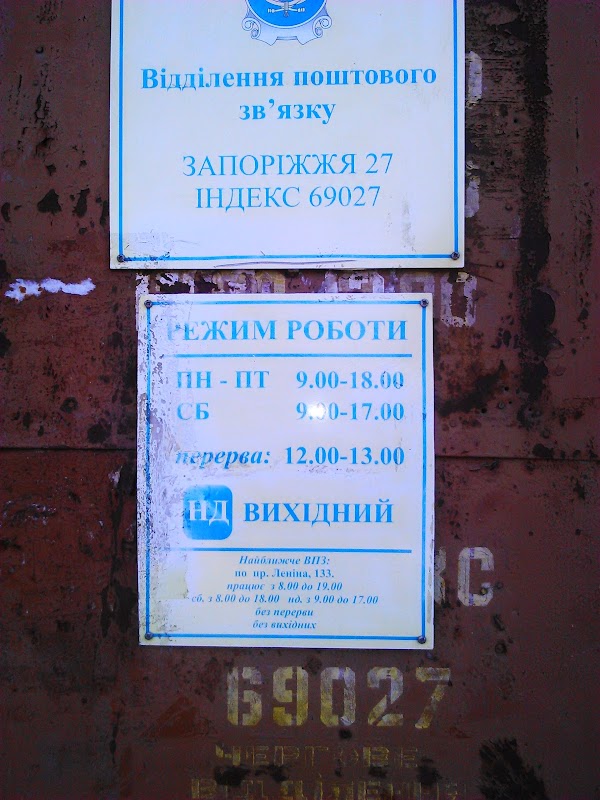 Відділення поштового
зв’язку
ЗАПОРІЖЖЯ 27
ІНДЕКС 69027
РЕЖИМ РОБОТИ
ПН - ПТ 9.00-18.00
СБ 9.00-17.00
перерва: 12.00-13.00
НД ВИХІДНИЙ
Найближче ВПЗ:
по пр. Леніна, 133.
працює з 8.00 до 19.00
сб. з 8.00 до 18.00 нд. з 9.00 до 17.00
без перерви
без вихідних
69027
ЧЕРГОВЕ
ВІДДІЛЕННЯ